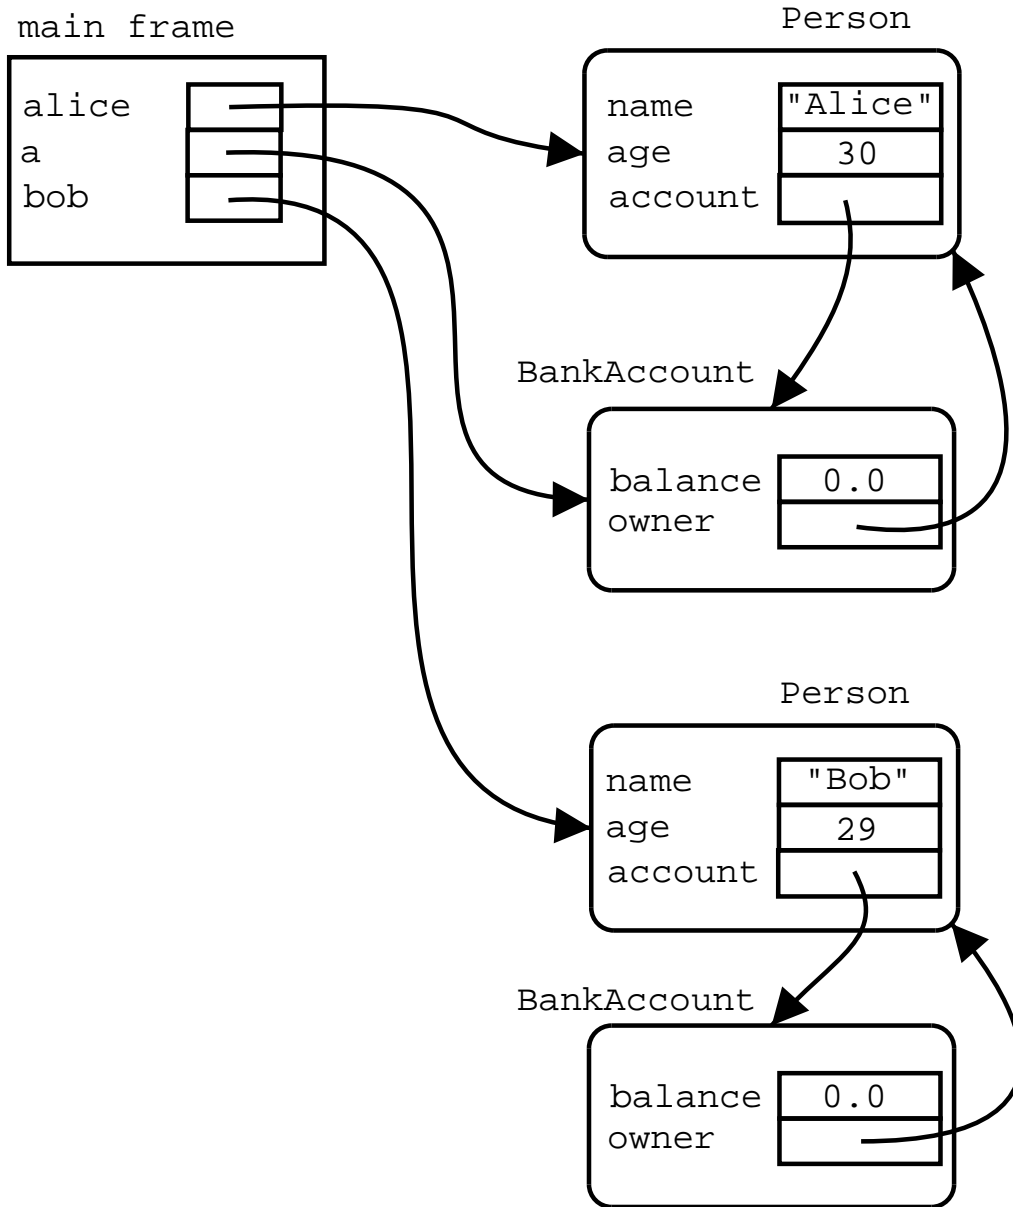 main frame
alice
a
bob
Person
name "Alice"
age 30
account
BankAccount
balance 0.0
owner
Person
name "Bob"
age 29
account
BankAccount
balance 0.0
owner